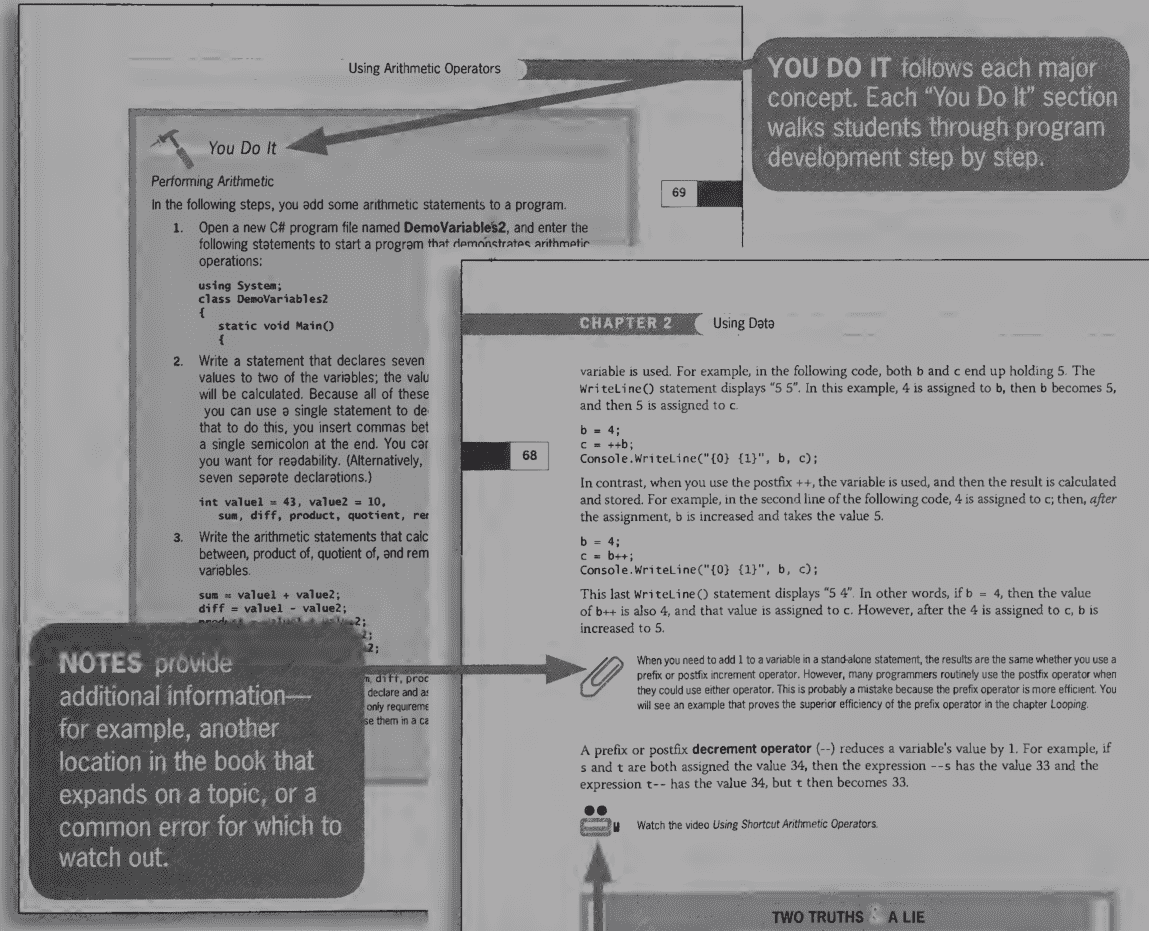 Using Arithmetic Operators
YOU DO IT follows each major
concept. Each “You Do It” section
walks students through program
development step by step.
You Do It
Performing Arithmetic
In the following steps, you add some arithmetic statements to a program.
69
1. Open a new C# program file named DemoVariables2, and enter the
following statements to start a program that demonstrates arithmetic
operations:
using System;
class DemoVariables2
{
static void Main()
{
2. Write a statement that declares seven
values to two of the variables; the valu
will be calculated. Because all of these
you can use a single statement to de
that to do this, you insert commas bet
a single semicolon at the end. You car
you want for readability. (Alternatively,
seven separate declarations.)
int value1 = 43, value2 = 10,
sum, diff, product, quotient, rer
3. Write the arithmetic statements that calc
between, product of, quotient of, and rem
variables.
sum = value1 + value2;
diff = value1 - value2;
product = value1 * value2;
2;
2;
n, diff, proc
declare and as
only requireme
se them in a ca
NOTES provide
additional information—
for example, another
location in the book that
expands on a topic, or a
common error for which to
watch out.
CHAPTER 2 Using Data
variable is used. For example, in the following code, both b and c end up holding 5. The
WriteLine() statement displays "5 5". In this example, 4 is assigned to b, then b becomes 5,
and then 5 is assigned to c.
b = 4;
c = ++b;
Console.WriteLine("{0} {1}", b, c);
68
In contrast, when you use the postfix ++, the variable is used, and then the result is calculated
and stored. For example, in the second line of the following code, 4 is assigned to c; then, after
the assignment, b is increased and takes the value 5.
b = 4;
c = b++;
Console.WriteLine("{0} {1}", b, c);
This last WriteLine() statement displays "5 4". In other words, if b = 4, then the value
of b++ is also 4, and that value is assigned to c. However, after the 4 is assigned to c, b is
increased to 5.
When you need to add 1 to a variable in a stand-alone statement, the results are the same whether you use a
prefix or postfix increment operator. However, many programmers routinely use the postfix operator when
they could use either operator. This is probably a mistake because the prefix operator is more efficient. You
will see an example that proves the superior efficiency of the prefix operator in the chapter Looping.
A prefix or postfix decrement operator (--) reduces a variable's value by 1. For example, if
s and t are both assigned the value 34, then the expression --s has the value 33 and the
expression t-- has the value 34, but t then becomes 33.
Watch the video Using Shortcut Arithmetic Operators.
TWO TRUTHS & A LIE